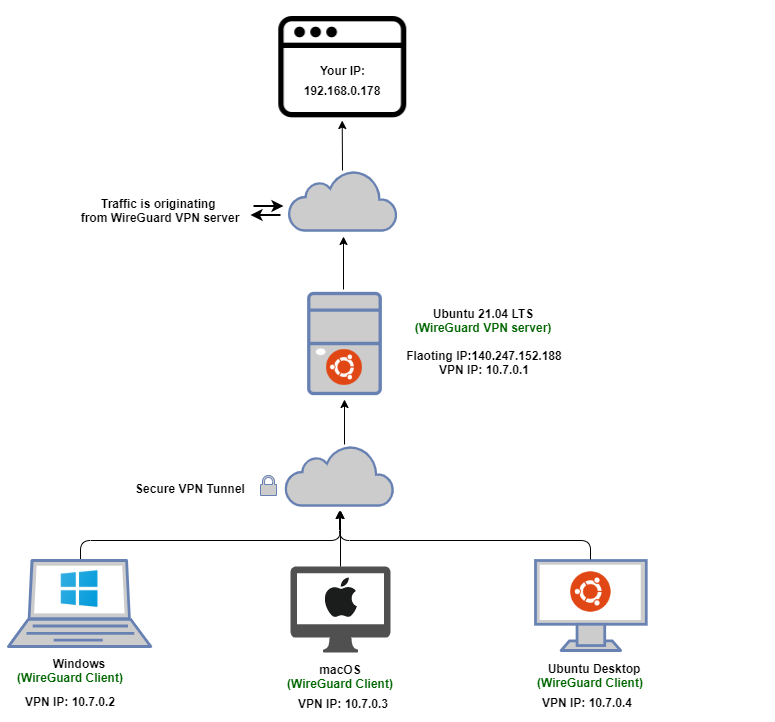 Your IP:
192.168.0.178
Traffic is originating
from WireGuard VPN server
Ubuntu 21.04 LTS
(WireGuard VPN server)
Flaoting IP:140.247.152.188
VPN IP: 10.7.0.1
Secure VPN Tunnel
Windows
(WireGuard Client)
VPN IP: 10.7.0.2
macOS
(WireGuard Client)
VPN IP: 10.7.0.3
Ubuntu Desktop
(WireGuard Client)
VPN IP: 10.7.0.4